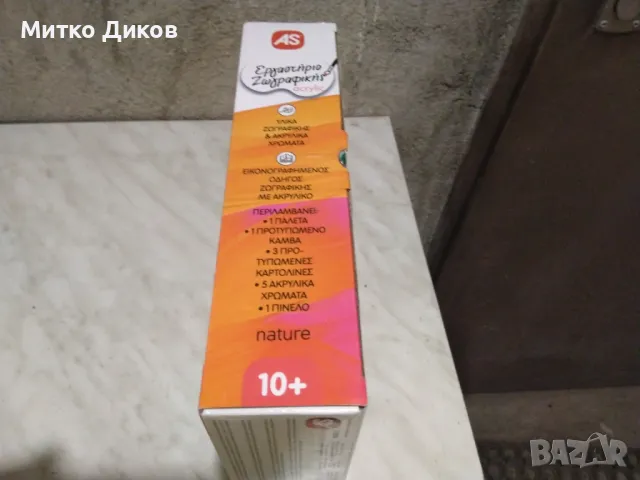 Митко Диков
AS
Εργαστήριο
Ζωγραφικής
acrylic
ΥΛΙΚΑ
ΖΩΓΡΑΦΙΚΗΣ
& ΑΚΡΥΛΙΚΑ
ΧΡΩΜΑΤΑ
ΕΙΚΟΝΟΓΡΑΦΗΜΕΝΟΣ
ΟΔΗΓΟΣ
ΖΩΓΡΑΦΙΚΗΣ
ΜΕ ΑΚΡΥΛΙΚΟ
ΠΕΡΙΛΑΜΒΑΝΕΙ:
• 1 ΠΑΛΕΤΑ
• 1 ΠΡΟΤΥΠΩΜΕΝΟ
ΚΑΜΒΑ
• 3 ΠΡΟ-
ΤΥΠΩΜΕΝΕΣ
ΚΑΡΤΟΛΙΝΕΣ
• 5 ΑΚΡΥΛΙΚΑ
ΧΡΩΜΑΤΑ
• 1 ΠΙΝΕΛΟ
nature
10+
BAZAR